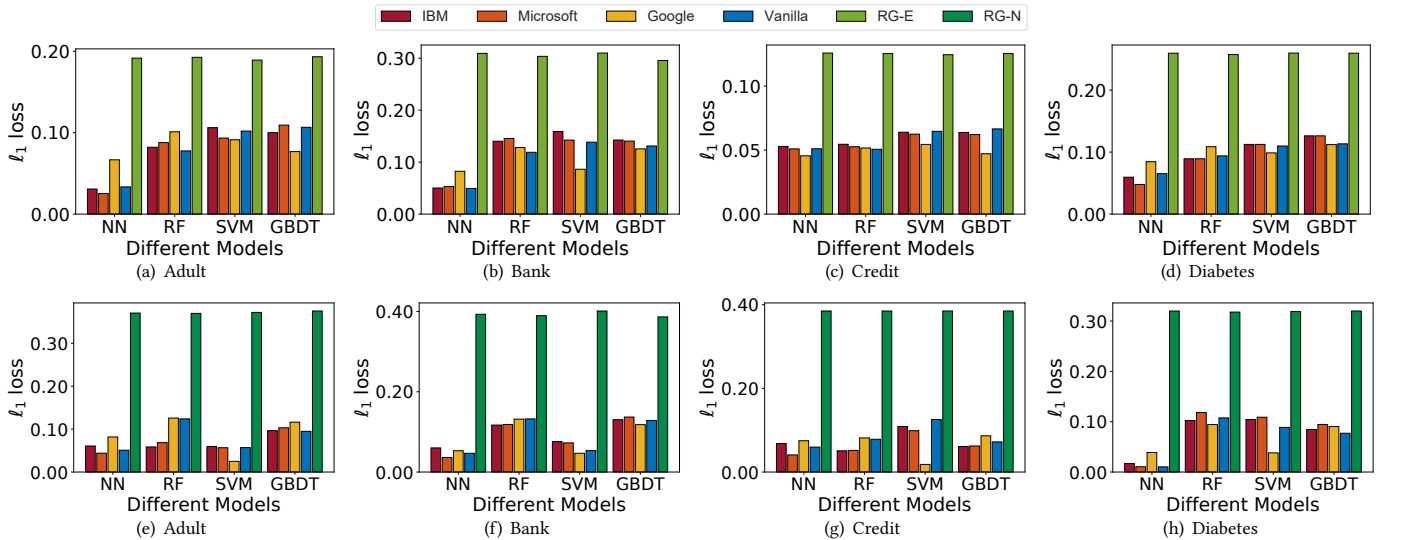 IBM Microsoft Google Vanilla RG-E RG-N
0.20
0.10
0.00
ℓ1 loss
NN RF SVM GBDT
Different Models
(a) Adult
0.30
0.20
0.10
0.00
ℓ1 loss
NN RF SVM GBDT
Different Models
(b) Bank
0.10
0.05
0.00
ℓ1 loss
NN RF SVM GBDT
Different Models
(c) Credit
0.20
0.10
0.00
ℓ1 loss
NN RF SVM GBDT
Different Models
(d) Diabetes
0.30
0.20
0.10
0.00
ℓ1 loss
NN RF SVM GBDT
Different Models
(e) Adult
0.40
0.20
0.00
ℓ1 loss
NN RF SVM GBDT
Different Models
(f) Bank
0.40
0.20
0.00
ℓ1 loss
NN RF SVM GBDT
Different Models
(g) Credit
0.30
0.20
0.10
0.00
ℓ1 loss
NN RF SVM GBDT
Different Models
(h) Diabetes